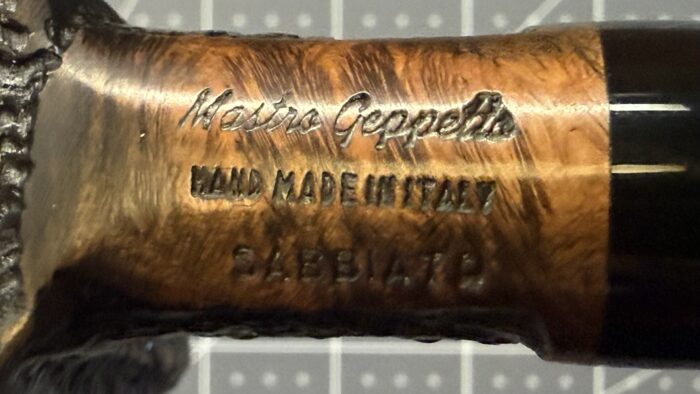 Mastro Geppetto
HAND MADE IN ITALY
SABBIATO